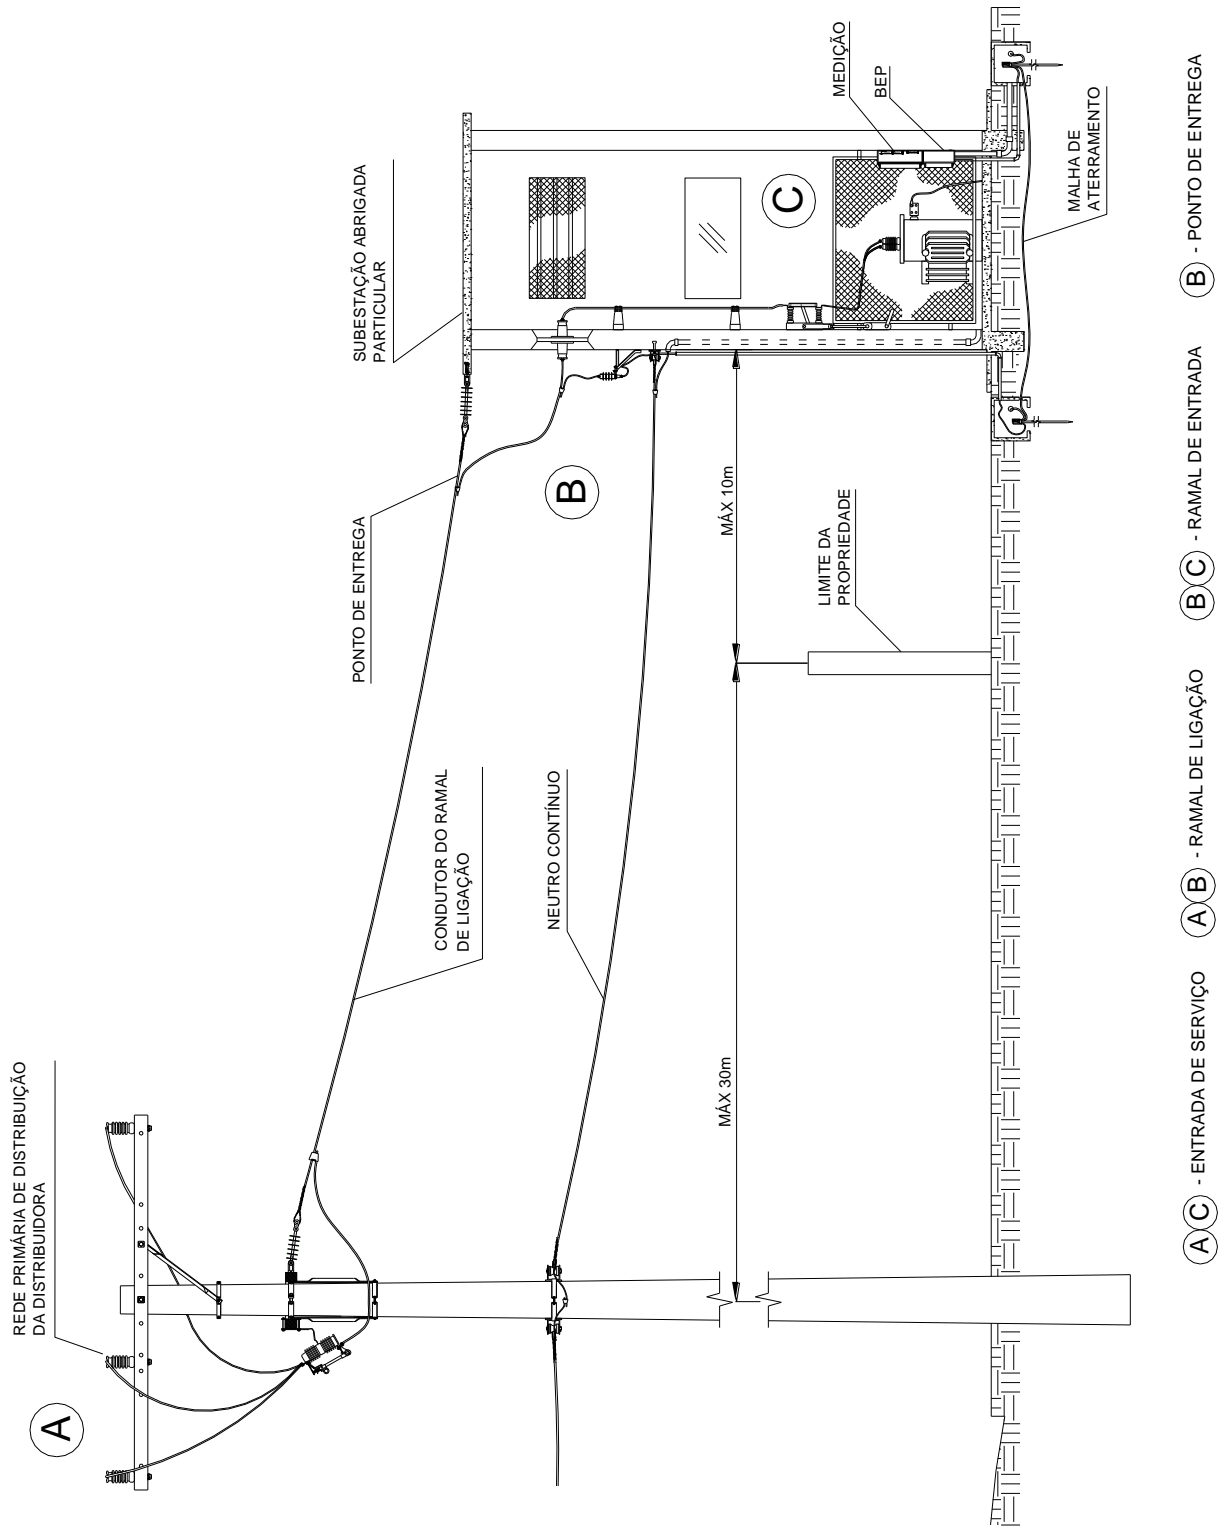 A
REDE PRIMÁRIA DE DISTRIBUIÇÃO
DA DISTRIBUIDORA
CONDUTOR DO RAMAL
DE LIGAÇÃO
NEUTRO CONTÍNUO
PONTO DE ENTREGA
SUBESTAÇÃO ABRIGADA
PARTICULAR
B
C
MEDIÇÃO
BEP
MÁX 30m
MÁX 10m
LIMITE DA
PROPRIEDADE
MALHA DE
ATERRAMENTO
A C - ENTRADA DE SERVIÇO
A B - RAMAL DE LIGAÇÃO
B C - RAMAL DE ENTRADA
B - PONTO DE ENTREGA